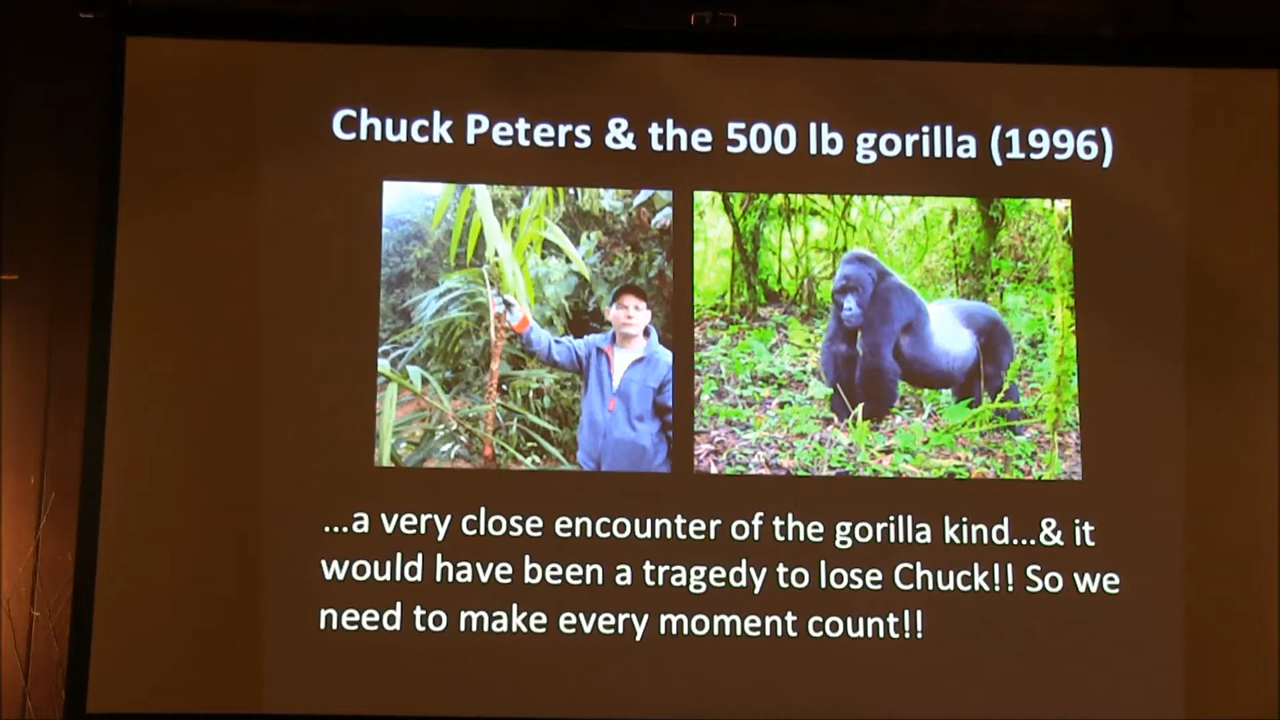 Chuck Peters & the 500 lb gorilla (1996)
...a very close encounter of the gorilla kind...& it
would have been a tragedy to lose Chuck!! So we
need to make every moment count!!